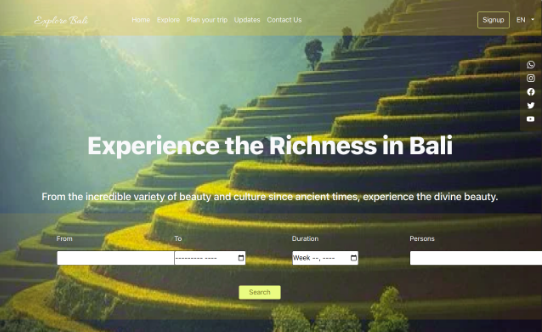 Explore Bali
Home Explore Plan your trip Updates Contact Us
Signup EN
Experience the Richness in Bali
From the incredible variety of beauty and culture since ancient times, experience the divine beauty.
From To Duration Persons
--------- ---- Week --, ----
Search